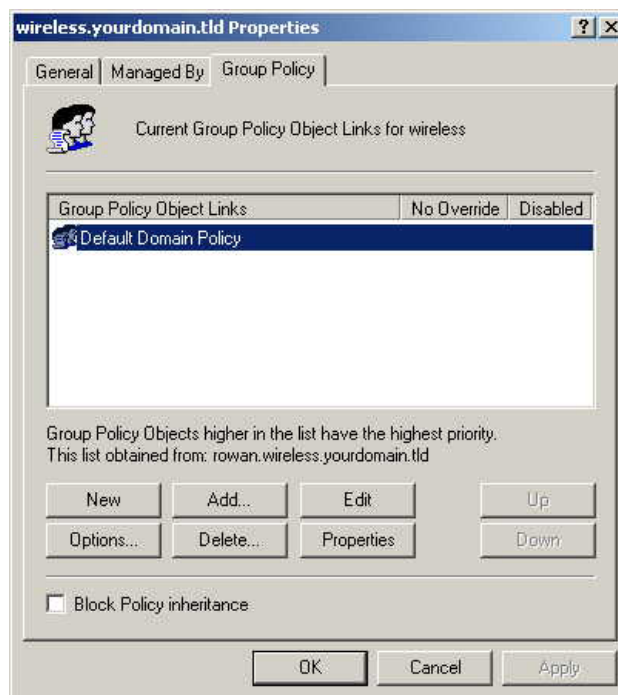 wireless.yourdomain.tld Properties
General Managed By Group Policy
Current Group Policy Object Links for wireless
Group Policy Object Links No Override Disabled
Default Domain Policy
Group Policy Objects higher in the list have the highest priority.
This list obtained from: rowan.wireless.yourdomain.tld
New Add... Edit Up
Options... Delete... Properties Down
Block Policy inheritance
OK Cancel Apply